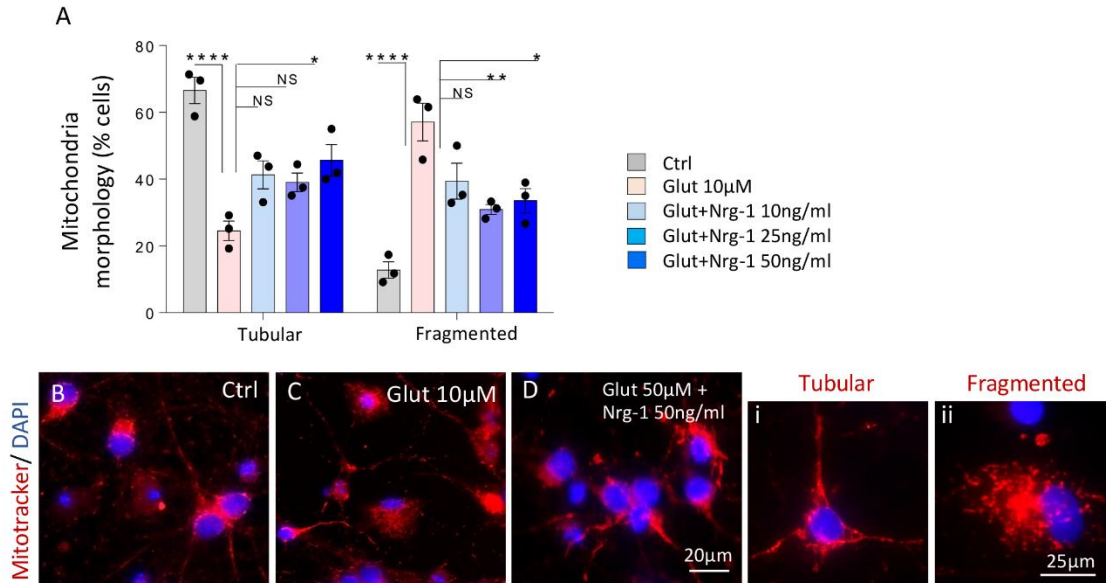 A
Mitochondria
morphology (% cells)
80
60
40
20
0
****
NS
NS
*
****
NS
**
*
Tubular
Fragmented
Ctrl
Glut 10µM
Glut+Nrg-1 10ng/ml
Glut+Nrg-1 25ng/ml
Glut+Nrg-1 50ng/ml
Mitotracker/ DAPI
B
Ctrl
C
Glut 10µM
D
Glut 50µM +
Nrg-1 50ng/ml
20µm
Tubular
i
Fragmented
ii
25µm